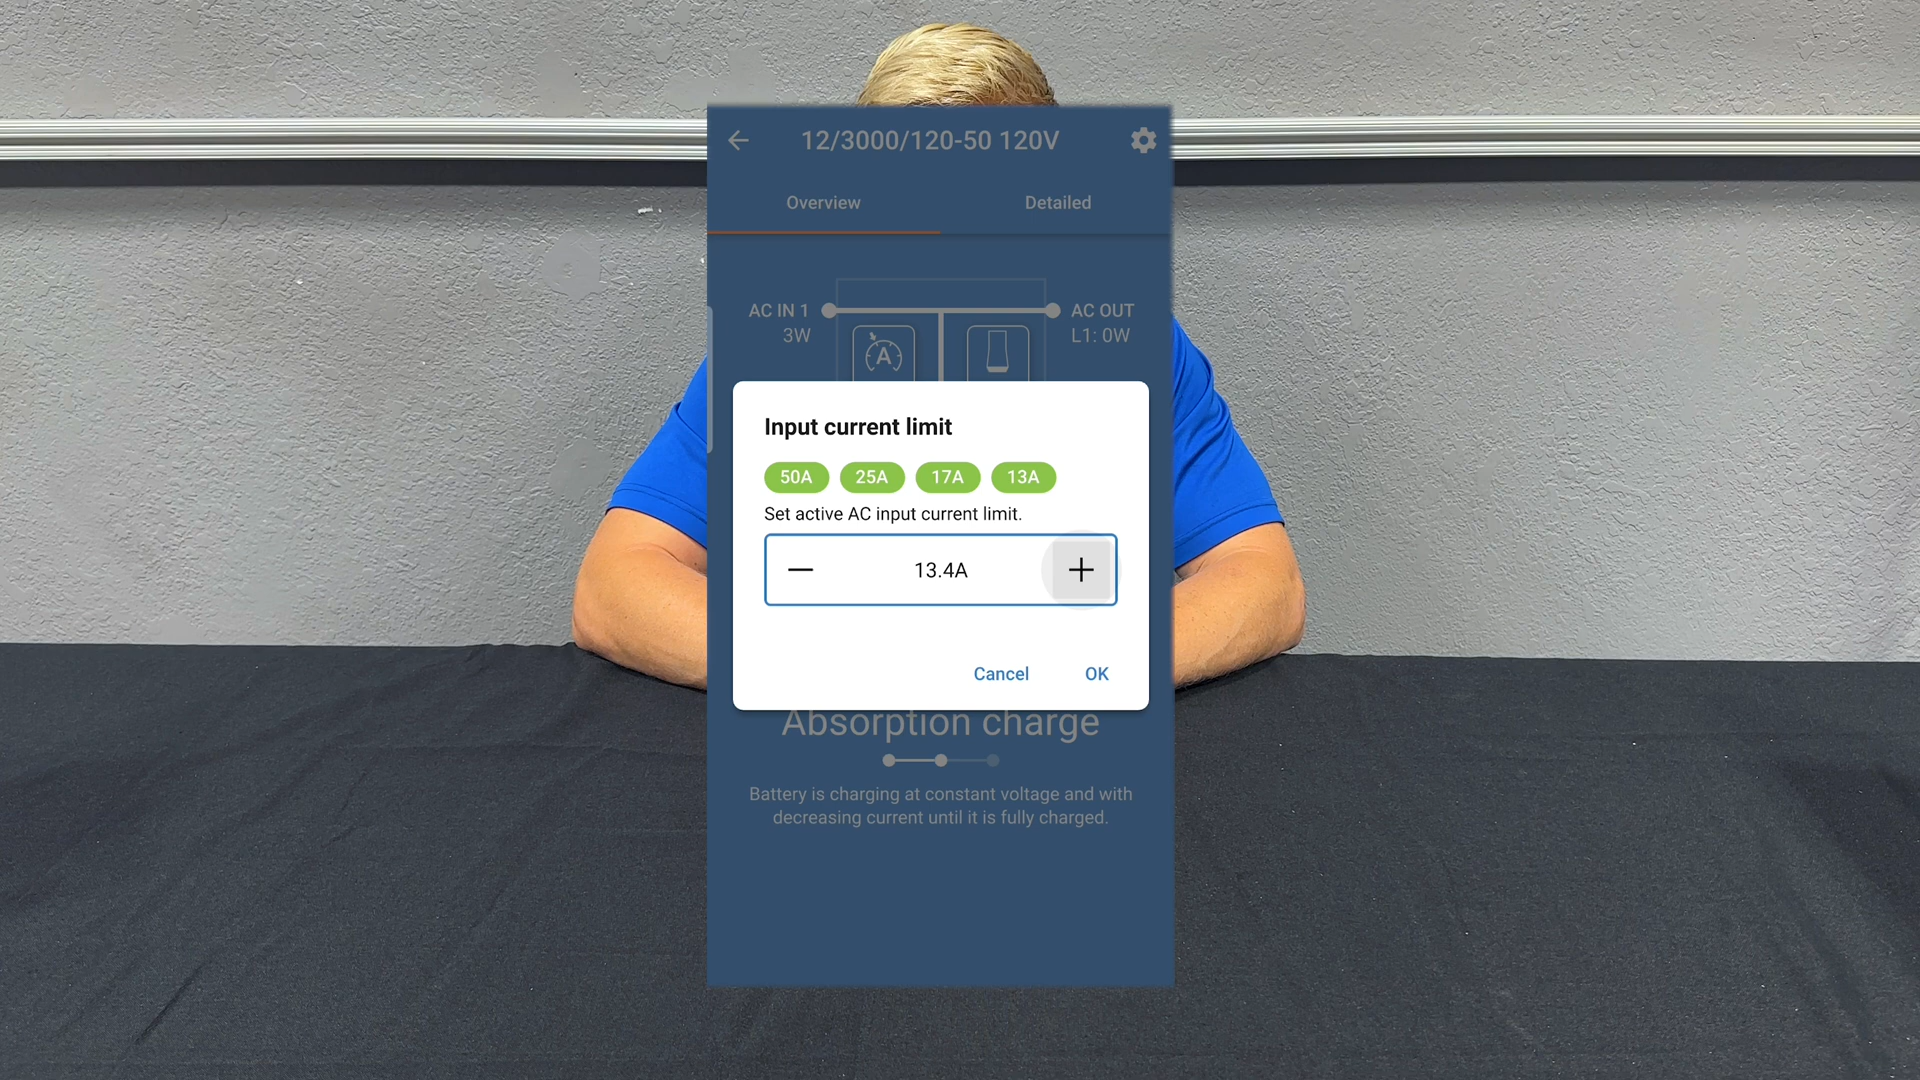 12/3000/120-50 120V
Overview
Detailed
AC IN 1
3W
A
AC OUT
L1: 0W
Input current limit
50A 25A 17A 13A
Set active AC input current limit.
13.4A
Cancel OK
Absorption charge
Battery is charging at constant voltage and with
decreasing current until it is fully charged.